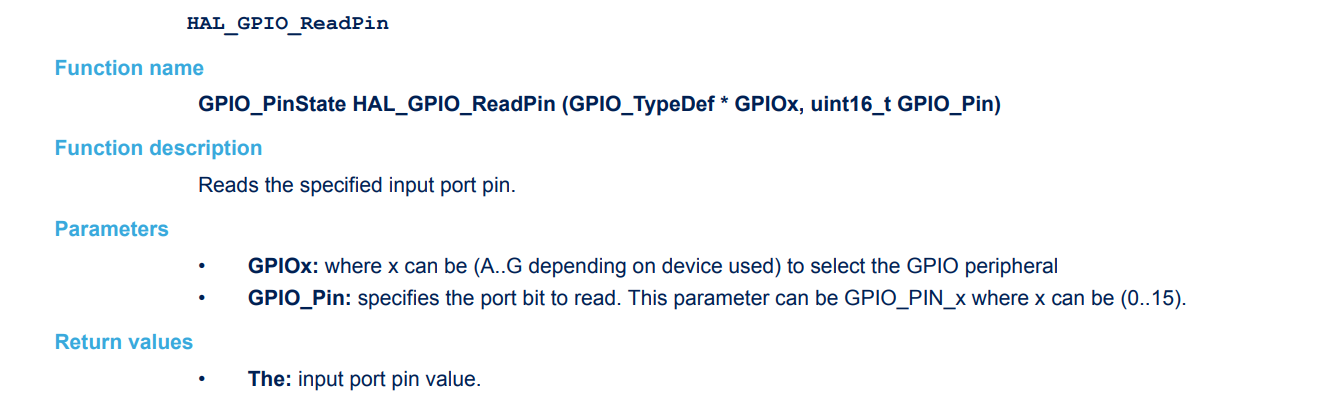 HAL_GPIO_ReadPin
Function name
GPIO_PinState HAL_GPIO_ReadPin (GPIO_TypeDef * GPIOx, uint16_t GPIO_Pin)
Function description
Reads the specified input port pin.
Parameters
• GPIOx: where x can be (A..G depending on device used) to select the GPIO peripheral
• GPIO_Pin: specifies the port bit to read. This parameter can be GPIO_PIN_x where x can be (0..15).
Return values
• The: input port pin value.